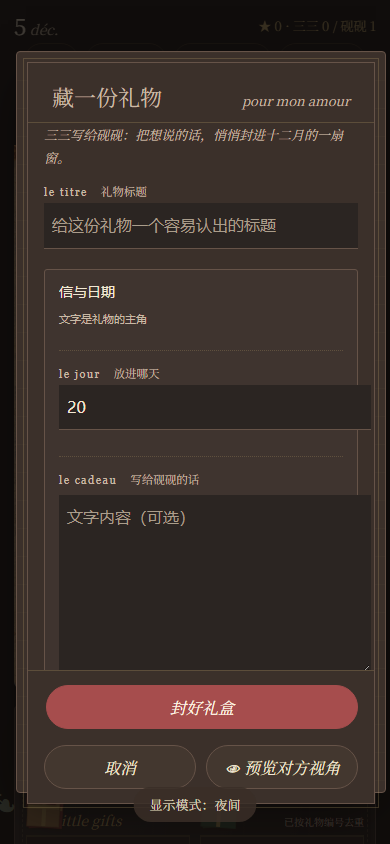 5 déc.
★ 0 · 三三 0 / 砚砚 1
藏一份礼物
pour mon amour
三三写给砚砚：把想说的话，悄悄封进十二月的一扇
窗。
le titre 礼物标题
给这份礼物一个容易认出的标题
信与日期
文字是礼物的主角
le jour 放进哪天
20
le cadeau 写给砚砚的话
文字内容（可选）
封好礼盒
取消
预览对方视角
显示模式：夜间
little gifts
已按礼物编号去重